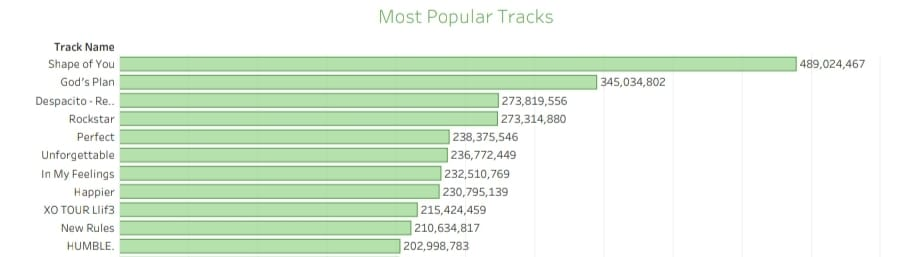 Most Popular Tracks
Track Name
Shape of You 489,024,467
God's Plan 345,034,802
Despacito - Re.. 273,819,556
Rockstar 273,314,880
Perfect 238,375,546
Unforgettable 236,772,449
In My Feelings 232,510,769
Happier 230,795,139
XO TOUR Llif3 215,424,459
New Rules 210,634,817
HUMBLE. 202,998,783